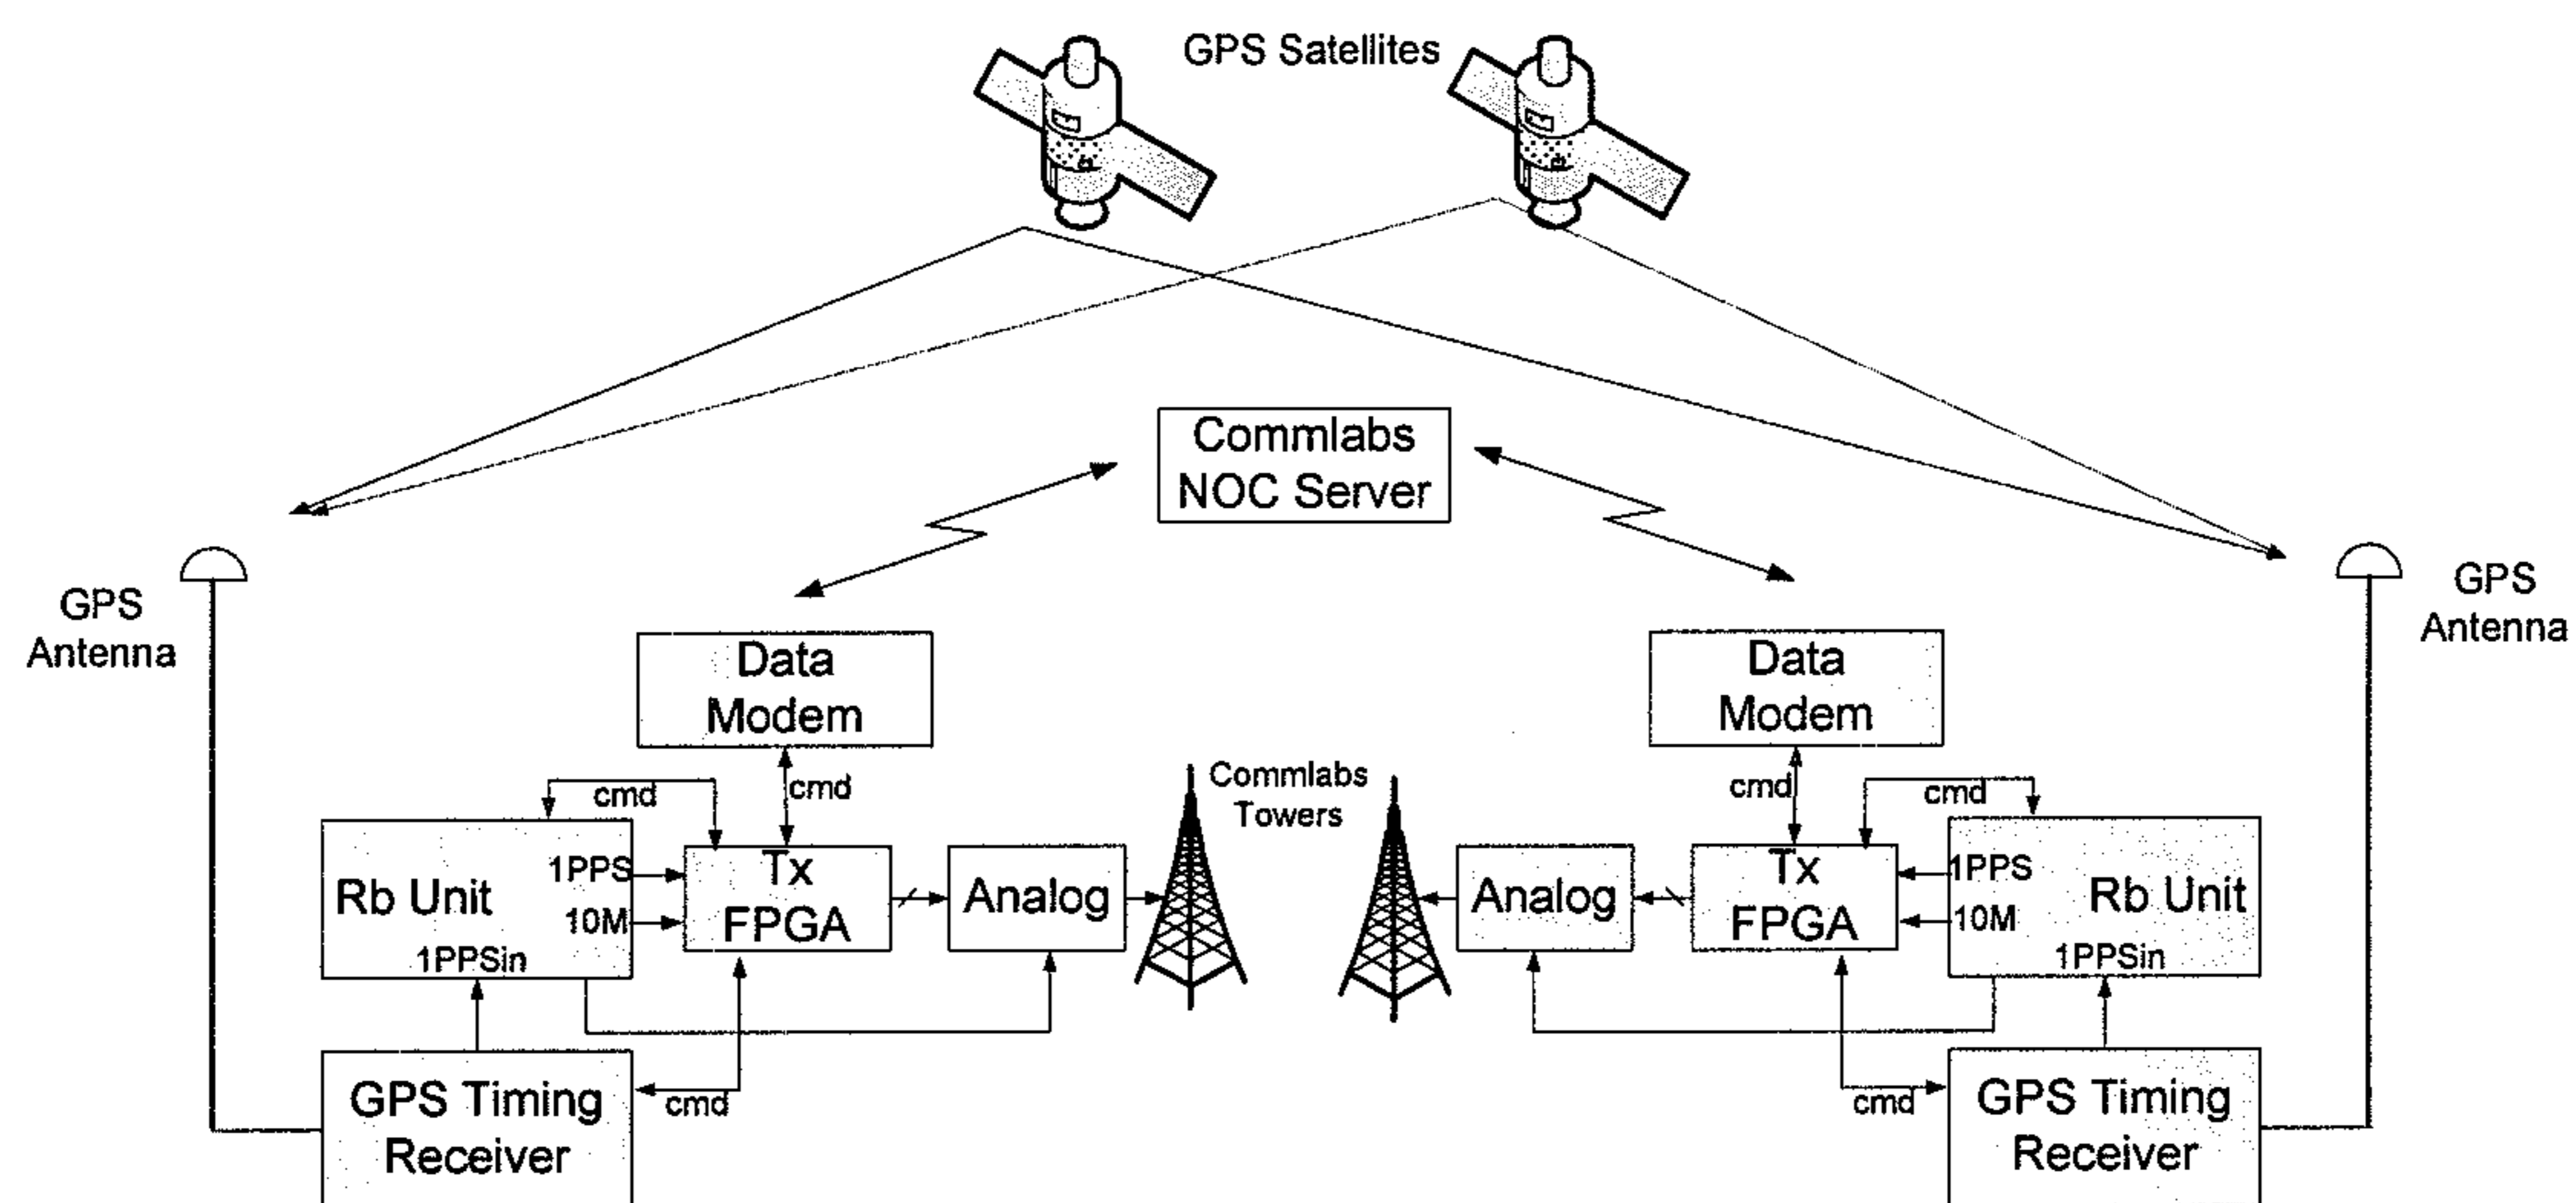 GPS Satellites
Commlabs
NOC Server
GPS
Antenna
GPS
Antenna
Data
Modem
Data
Modem
cmd
cmd
Commlabs
Towers
cmd
cmd
Rb Unit
1PPS
10M
1PPSin
Tx
FPGA
Analog
Analog
Tx
FPGA
1PPS
10M
Rb Unit
1PPSin
GPS Timing
Receiver
cmd
cmd
GPS Timing
Receiver